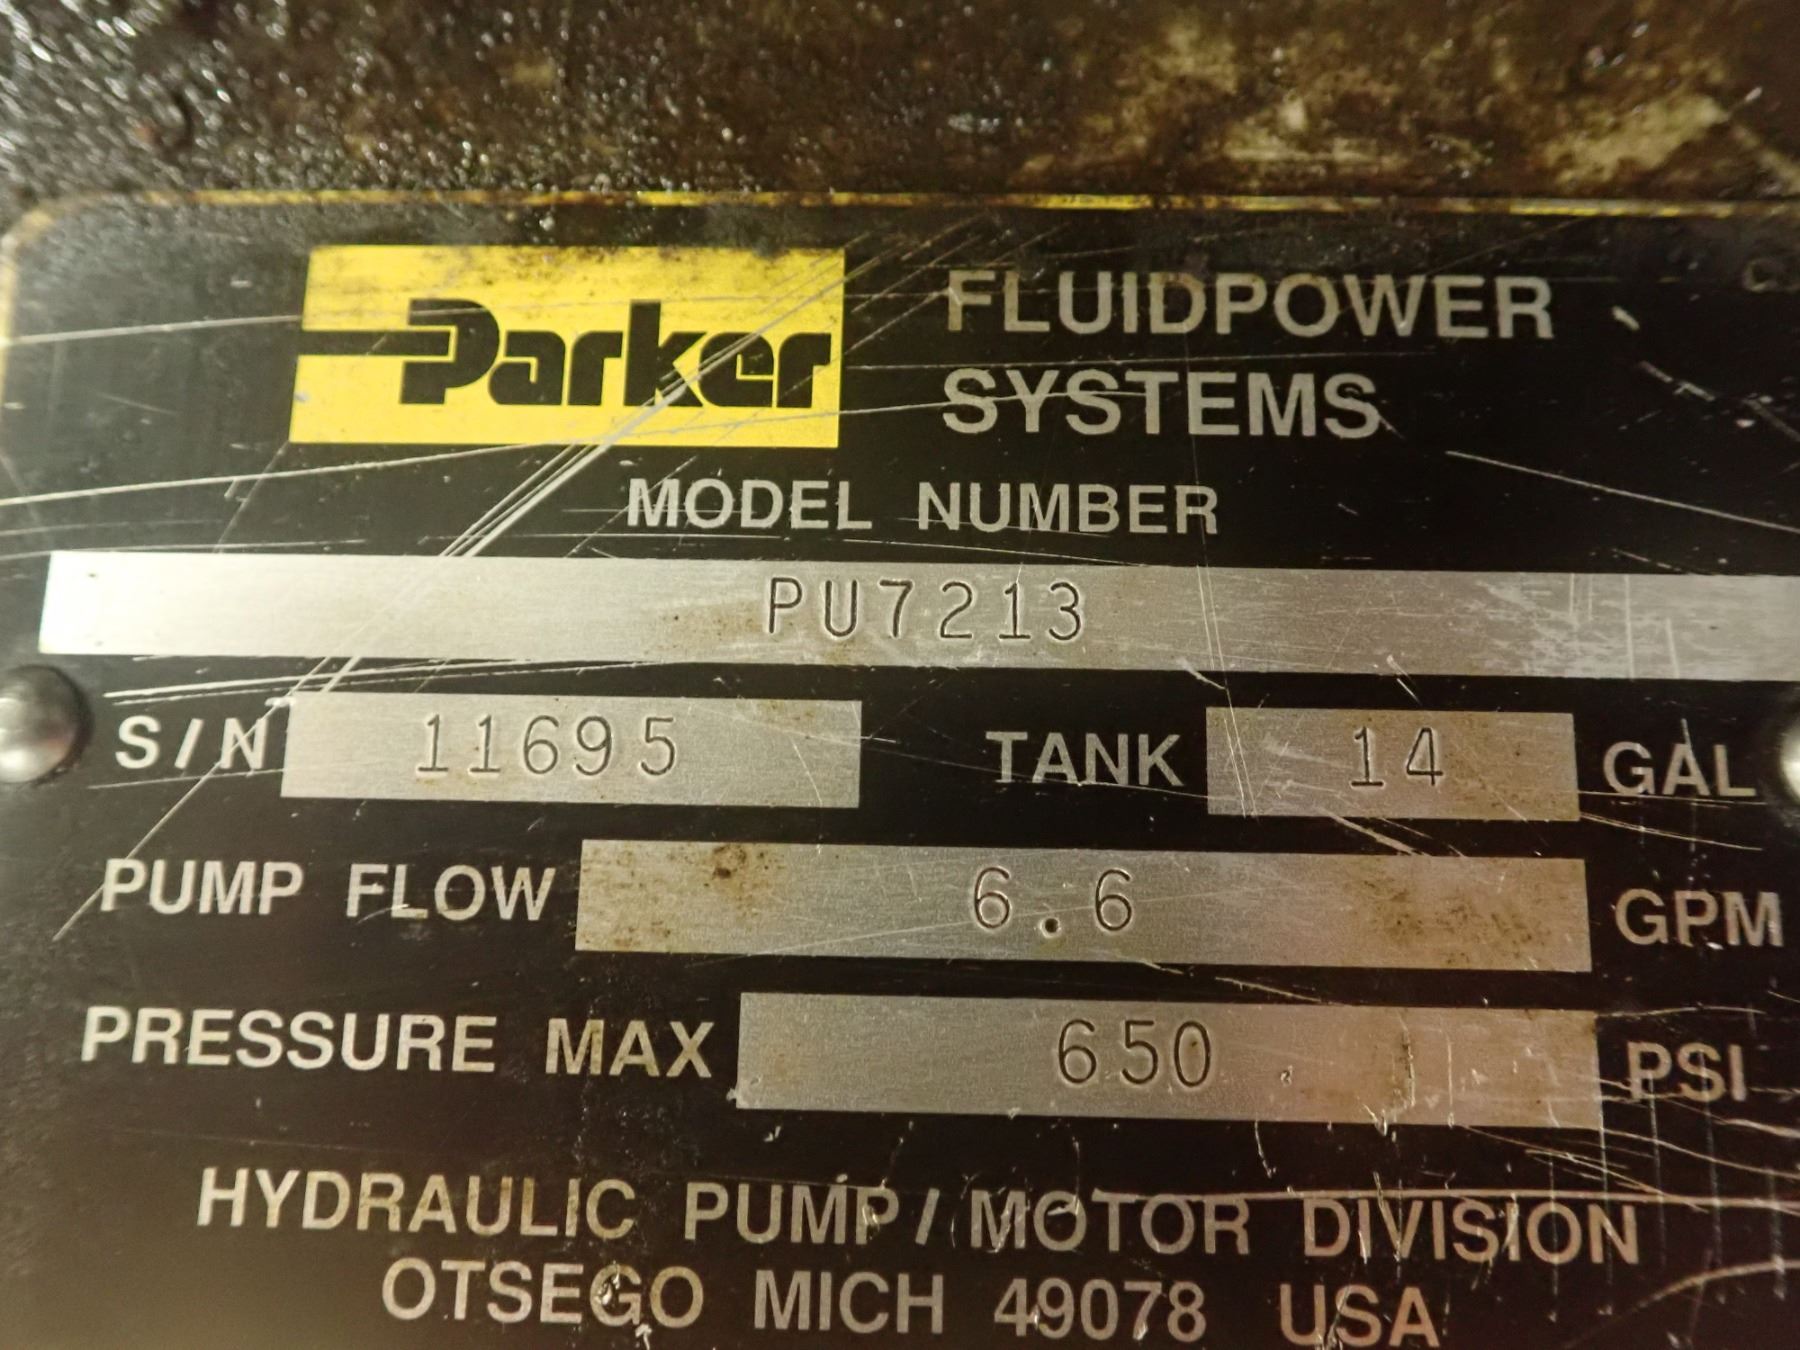 Parker FLUIDPOWER
SYSTEMS
MODEL NUMBER
PU7213
S/N 11695 TANK 14 GAL
PUMP FLOW 6.6 GPM
PRESSURE MAX 650 PSI
HYDRAULIC PUMP/MOTOR DIVISION
OTSEGO MICH 49078 USA